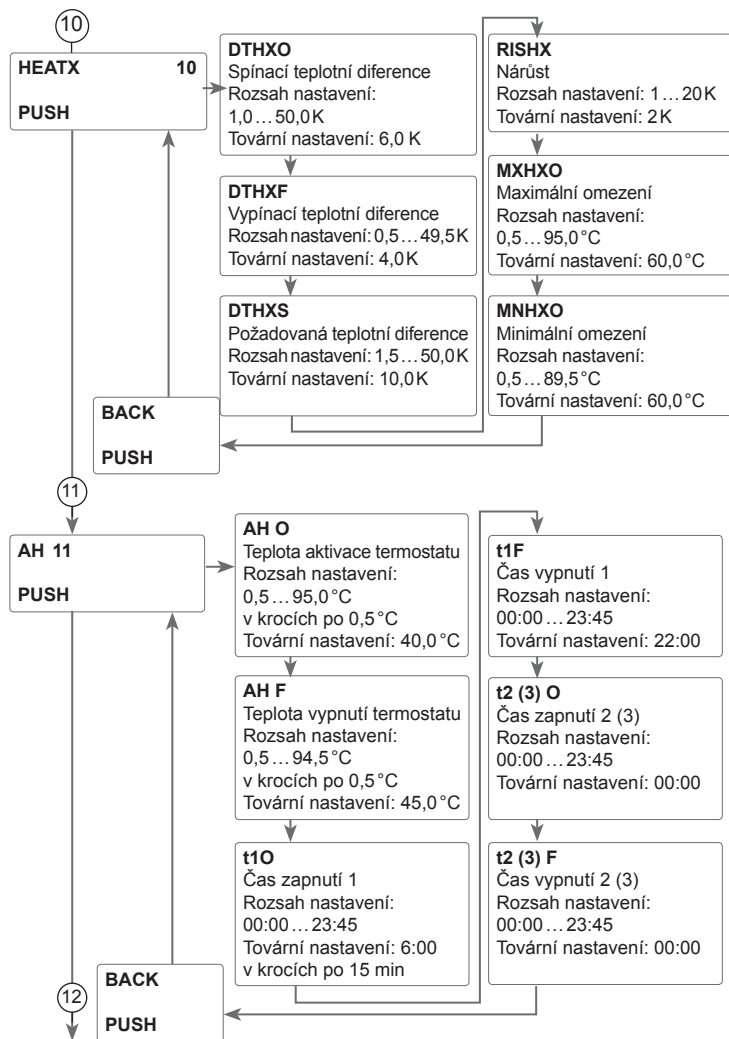 10
HEATX 10
PUSH
DTHXO
Spínací teplotní diference
Rozsah nastavení:
1,0…50,0K
Tovární nastavení: 6,0 K
DTHXF
Vypínací teplotní diference
Rozsah nastavení: 0,5…49,5K
Tovární nastavení: 4,0K
DTHXS
Požadovaná teplotní diference
Rozsah nastavení: 1,5…50,0K
Tovární nastavení: 10,0K
RISHX
Nárůst
Rozsah nastavení: 1…20K
Tovární nastavení: 2K
MXHXO
Maximální omezení
Rozsah nastavení:
0,5…95,0°C
Tovární nastavení: 60,0°C
MNHXO
Minimální omezení
Rozsah nastavení:
0,5…89,5°C
Tovární nastavení: 60,0°C
BACK
PUSH
11
AH 11
PUSH
AH O
Teplota aktivace termostatu
Rozsah nastavení:
0,5…95,0°C
v krocích po 0,5°C
Tovární nastavení: 40,0°C
AH F
Teplota vypnutí termostatu
Rozsah nastavení:
0,5…94,5°C
v krocích po 0,5°C
Tovární nastavení: 45,0°C
t1O
Čas zapnutí 1
Rozsah nastavení:
00:00…23:45
Tovární nastavení: 6:00
v krocích po 15 min
t1F
Čas vypnutí 1
Rozsah nastavení:
00:00…23:45
Tovární nastavení: 22:00
t2 (3) O
Čas zapnutí 2 (3)
Rozsah nastavení:
00:00…23:45
Tovární nastavení: 00:00
t2 (3) F
Čas vypnutí 2 (3)
Rozsah nastavení:
00:00…23:45
Tovární nastavení: 00:00
BACK
PUSH
12